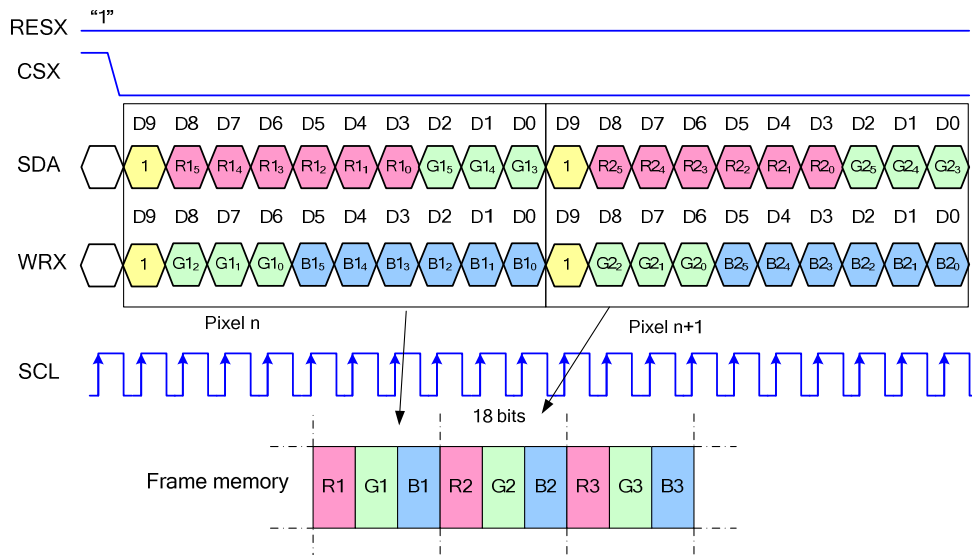 RESX "1"
CSX
D9 D8 D7 D6 D5 D4 D3 D2 D1 D0 D9 D8 D7 D6 D5 D4 D3 D2 D1 D0
SDA 1 R1₅ R1₄ R1₃ R1₂ R1₁ R1₀ G1₅ G1₄ G1₃ 1 R2₅ R2₄ R2₃ R2₂ R2₁ R2₀ G2₅ G2₄ G2₃
D9 D8 D7 D6 D5 D4 D3 D2 D1 D0 D9 D8 D7 D6 D5 D4 D3 D2 D1 D0
WRX 1 G1₂ G1₁ G1₀ B1₅ B1₄ B1₃ B1₂ B1₁ B1₀ 1 G2₂ G2₁ G2₀ B2₅ B2₄ B2₃ B2₂ B2₁ B2₀
Pixel n Pixel n+1
SCL
18 bits
Frame memory R1 G1 B1 R2 G2 B2 R3 G3 B3